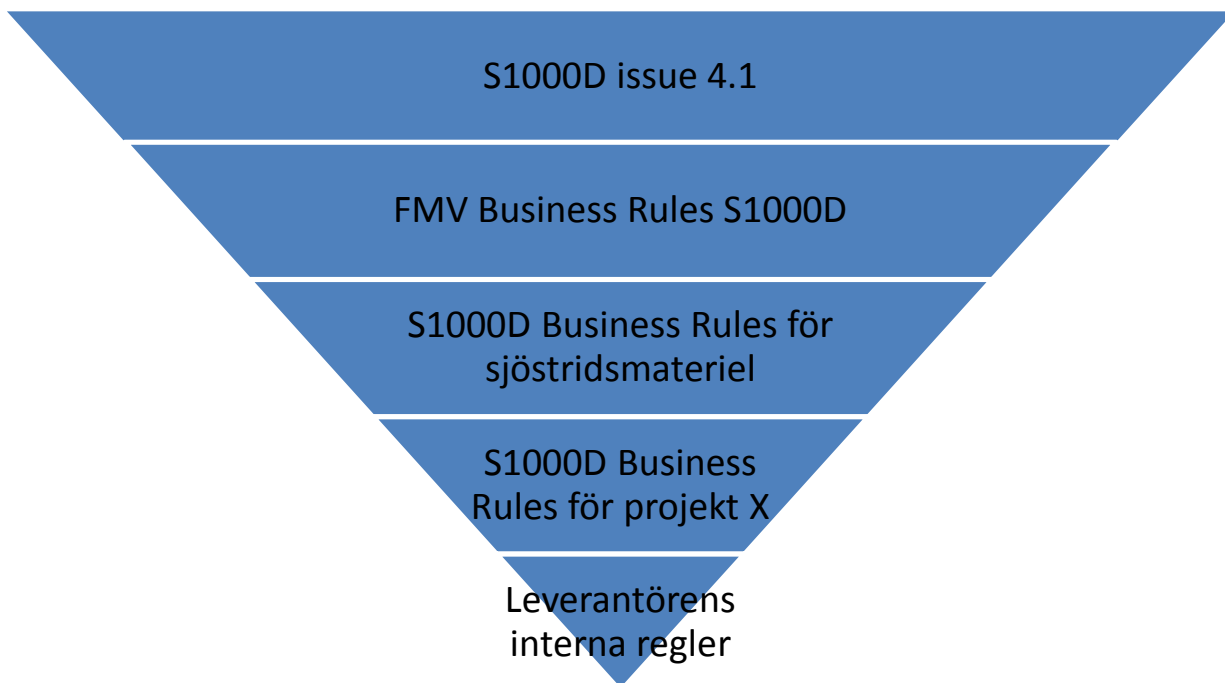 S1000D issue 4.1
FMV Business Rules S1000D
S1000D Business Rules för
sjöstridsmateriel
S1000D Business
Rules för projekt X
Leverantörens
interna regler